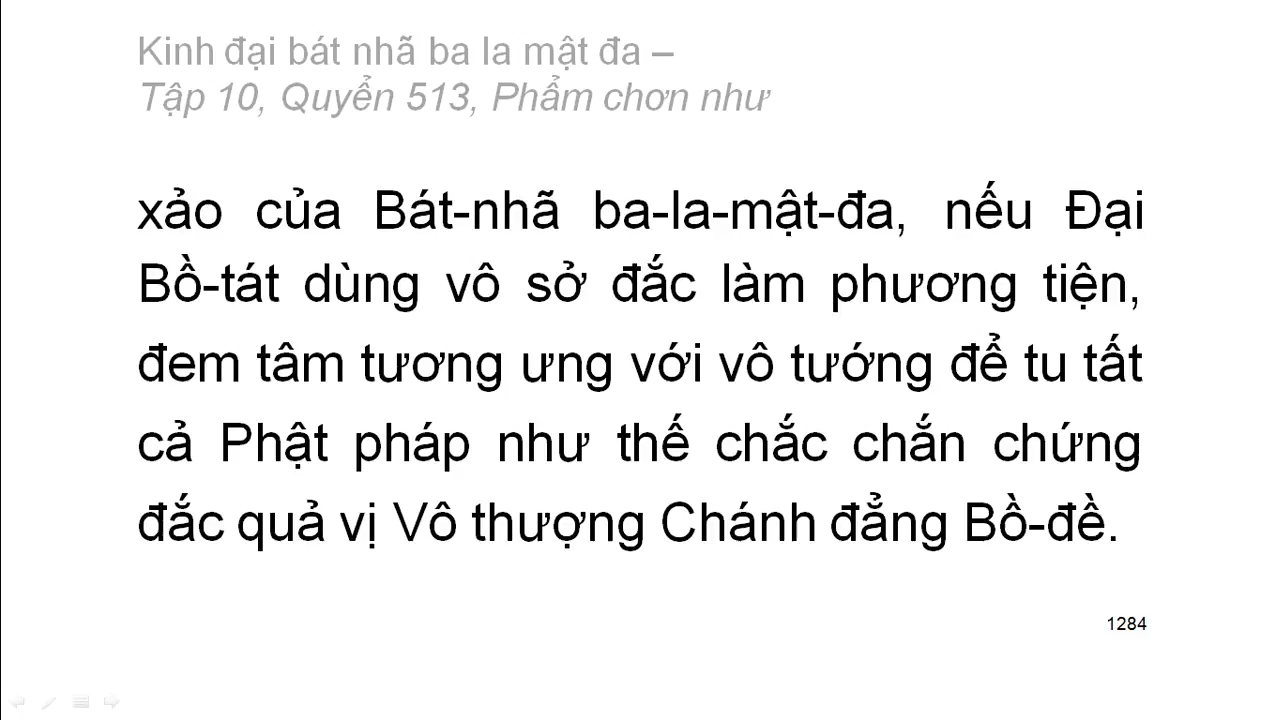 Kinh đại bát nhã ba la mật đa –
Tập 10, Quyển 513, Phẩm chơn như
xảo của Bát-nhã ba-la-mật-đa, nếu Đại
Bồ-tát dùng vô sở đắc làm phương tiện,
đem tâm tương ưng với vô tướng để tu tất
cả Phật pháp như thế chắc chắn chứng
đắc quả vị Vô thượng Chánh đẳng Bồ-đề.
1284